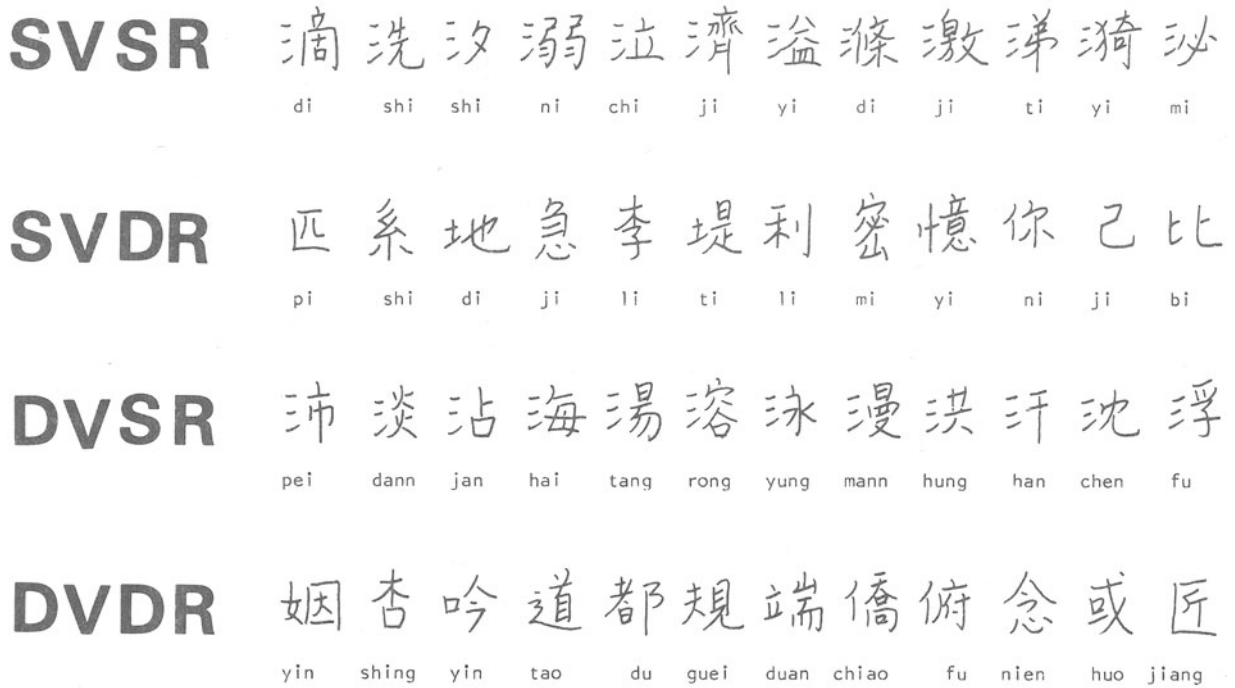 SVSR 滴 洗 汐 溺 泣 濟 溢 滌 激 涕 漪 泌
di shi shi ni chi ji yi di ji ti yi mi
SVDR 匹 系 地 急 李 堤 利 密 憶 你 己 比
pi shi di ji li ti li mi yi ni ji bi
DVSR 沛 淡 沾 海 湯 溶 泳 漫 洪 汗 沈 浮
pei dann jan hai tang rong yung mann hung han chen fu
DVDR 姻 杏 吟 道 都 規 端 僑 俯 念 或 匠
yin shing yin tao du guei duan chiao fu nien huo jiang